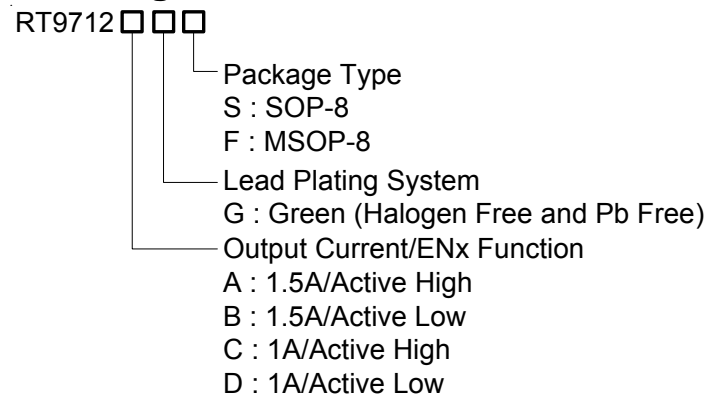 RT9712□□□
Package Type
S : SOP-8
F : MSOP-8
Lead Plating System
G : Green (Halogen Free and Pb Free)
Output Current/ENx Function
A : 1.5A/Active High
B : 1.5A/Active Low
C : 1A/Active High
D : 1A/Active Low